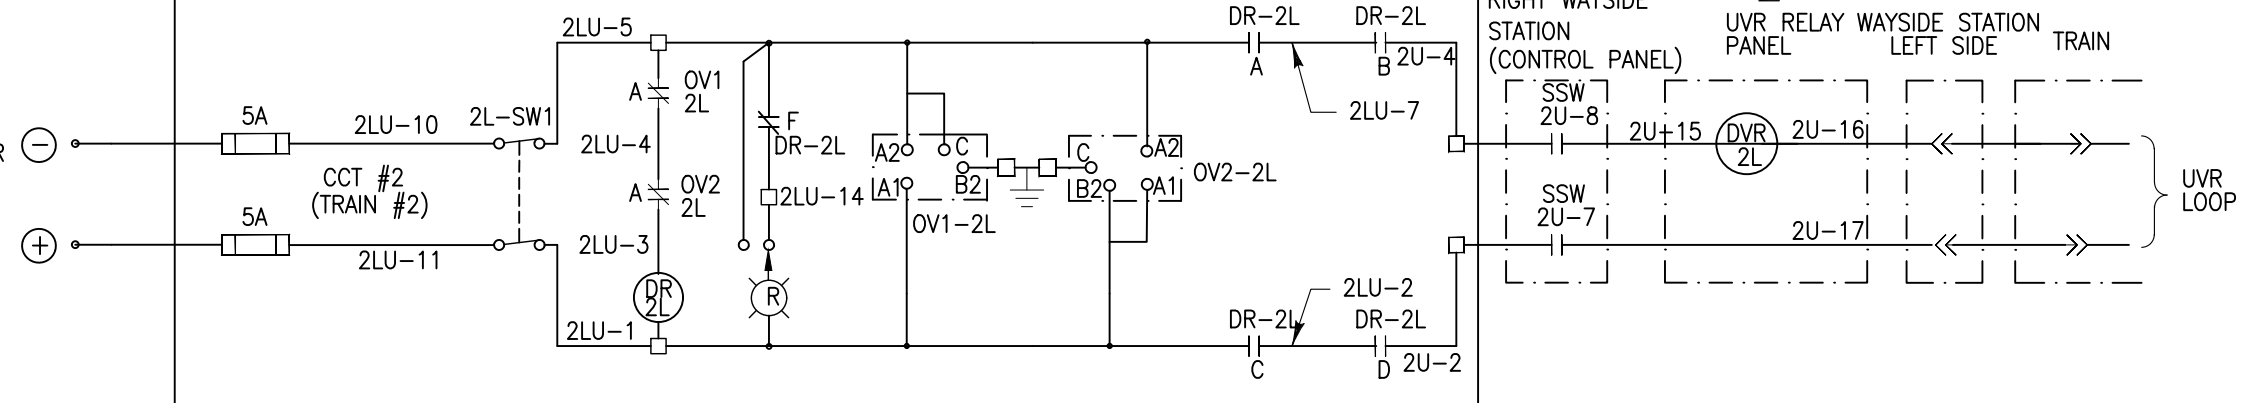 2LU-5
DR-2L
DR-2L
STATION
(CONTROL PANEL)
UVR RELAY WAYSIDE STATION
PANEL
LEFT SIDE
TRAIN
A
B
2U-4
A
OV1
2L
2LU-7
SSW
2U-8
5A
2LU-10
2L-SW1
2LU-4
F
DR-2L
2U-15
DVR
2L
2U-16
R
−
CCT #2
(TRAIN #2)
A2
C
A1
B2
C
A2
B2
A1
OV2-2L
A
OV2
2L
2LU-14
OV1-2L
SSW
2U-7
UVR
LOOP
5A
+
2LU-11
2LU-3
2U-17
DR
2L
R
2LU-2
2LU-1
DR-2L
DR-2L
C
D
2U-2